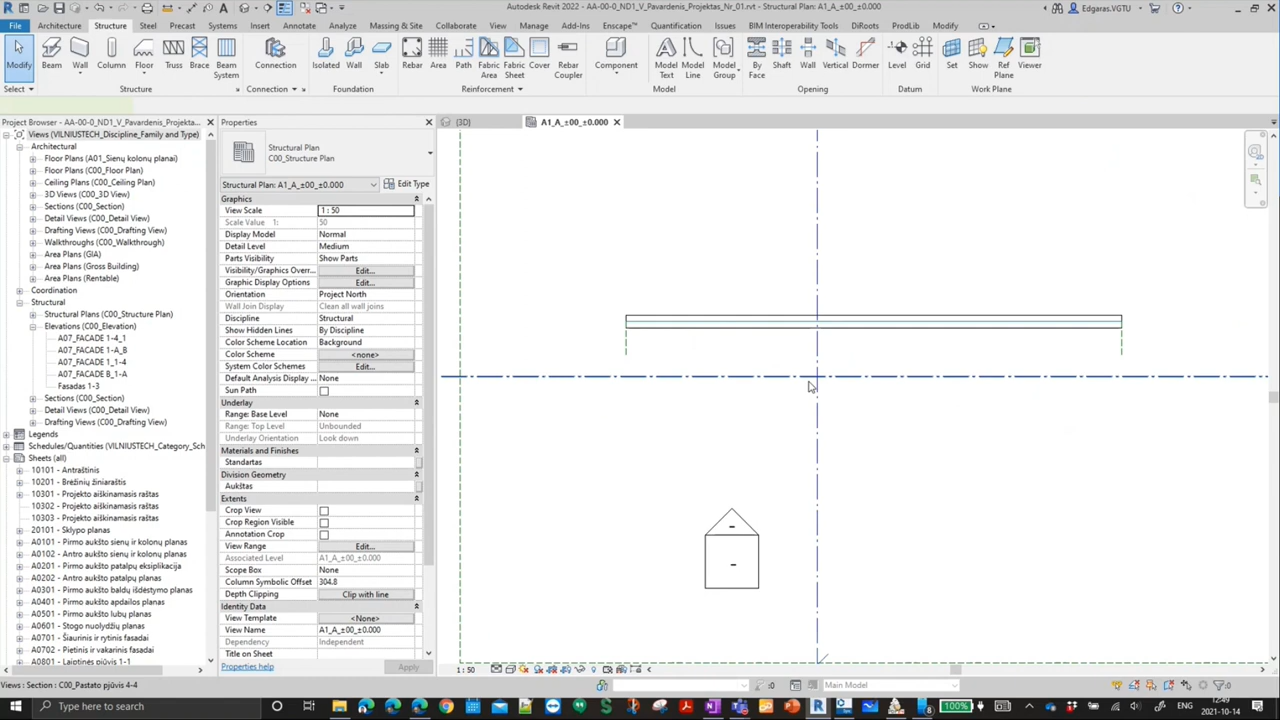 Autodesk Revit 2022 - AA-00-0_ND1_V_Pavardenis_Projektas_Nr_01.rvt - Structural Plan: A1_A_±00_±0.000
Edgaras.VGTU
File Architecture Structure Steel Precast Systems Insert Annotate Analyze Massing & Site Collaborate View Manage Add-Ins Enscape™ Quantification Issues BIM Interoperability Tools DiRoots ProdLib Modify
Modify Beam Wall Column Floor Truss Brace Beam System Connection Isolated Wall Slab Rebar Area Path Fabric Area Fabric Sheet Cover Rebar Coupler Component Model Text Model Line Model Group By Face Shaft Wall Vertical Dormer Level Grid Set Show Ref Plane Viewer
Select Structure Connection Foundation Reinforcement Model Opening Datum Work Plane
Project Browser - AA-00-0_ND1_V_Pavardenis_Projekta...
Views (VILNIUSTECH_Discipline_Family and Type)
Architectural
Floor Plans (A01_Sienų kolonų planai)
Floor Plans (C00_Floor Plan)
Ceiling Plans (C00_Ceiling Plan)
3D Views (C00_3D View)
Sections (C00_Section)
Detail Views (C00_Detail View)
Drafting Views (C00_Drafting View)
Walkthroughs (C00_Walkthrough)
Area Plans (GIA)
Area Plans (Gross Building)
Area Plans (Rentable)
Coordination
Structural
Structural Plans (C00_Structure Plan)
Elevations (C00_Elevation)
A07_FACADE 1-4_1
A07_FACADE 1-A_B
A07_FACADE 1_1-4
A07_FACADE B_1-A
Fasadas 1-3
Sections (C00_Section)
Detail Views (C00_Detail View)
Drafting Views (C00_Drafting View)
Legends
Schedules/Quantities (VILNIUSTECH_Category_Sch
Sheets (all)
10101 - Antraštinis
10201 - Brėžinių žiniaraštis
10301 - Projekto aiškinamasis raštas
10302 - Projekto aiškinamasis raštas
10303 - Projekto aiškinamasis raštas
20101 - Sklypo planas
A0101 - Pirmo aukšto sienų ir kolonų planas
A0102 - Antro aukšto sienų ir kolonų planas
A0201 - Pirmo aukšto patalpų eksiplikacija
A0202 - Antro aukšto patalpų planas
A0301 - Pirmo aukšto baldų išdėstymo planas
A0401 - Pirmo aukšto apdailos planas
A0501 - Pirmo aukšto lubų planas
A0601 - Stogo nuolydžių planas
A0701 - Šiaurinis ir rytinis fasadai
A0702 - Pietinis ir vakarinis fasadai
A0801 - Laiptinės pjūvis 1-1
Properties
Structural Plan
C00_Structure Plan
Structural Plan: A1_A_±00_±0.000 Edit Type
Graphics
View Scale 1 : 50
Scale Value 1: 50
Display Model Normal
Detail Level Medium
Parts Visibility Show Parts
Visibility/Graphics Overr... Edit...
Graphic Display Options Edit...
Orientation Project North
Wall Join Display Clean all wall joins
Discipline Structural
Show Hidden Lines By Discipline
Color Scheme Location Background
Color Scheme <none>
System Color Schemes Edit...
Default Analysis Display ... None
Sun Path
Underlay
Range: Base Level None
Range: Top Level Unbounded
Underlay Orientation Look down
Materials and Finishes
Standartas
Division Geometry
Aukštas
Extents
Crop View
Crop Region Visible
Annotation Crop
View Range Edit...
Associated Level A1_A_±00_±0.000
Scope Box None
Column Symbolic Offset 304.8
Depth Clipping Clip with line
Identity Data
View Template <None>
View Name A1_A_±00_±0.000
Dependency Independent
Title on Sheet
Properties help Apply
{3D} A1_A_±00_±0.000
1 : 50
Views : Section : C00_Pastato pjūvis 4-4
:0
Main Model
:0
Type here to search
100%
ENG
12:49
2021-10-14